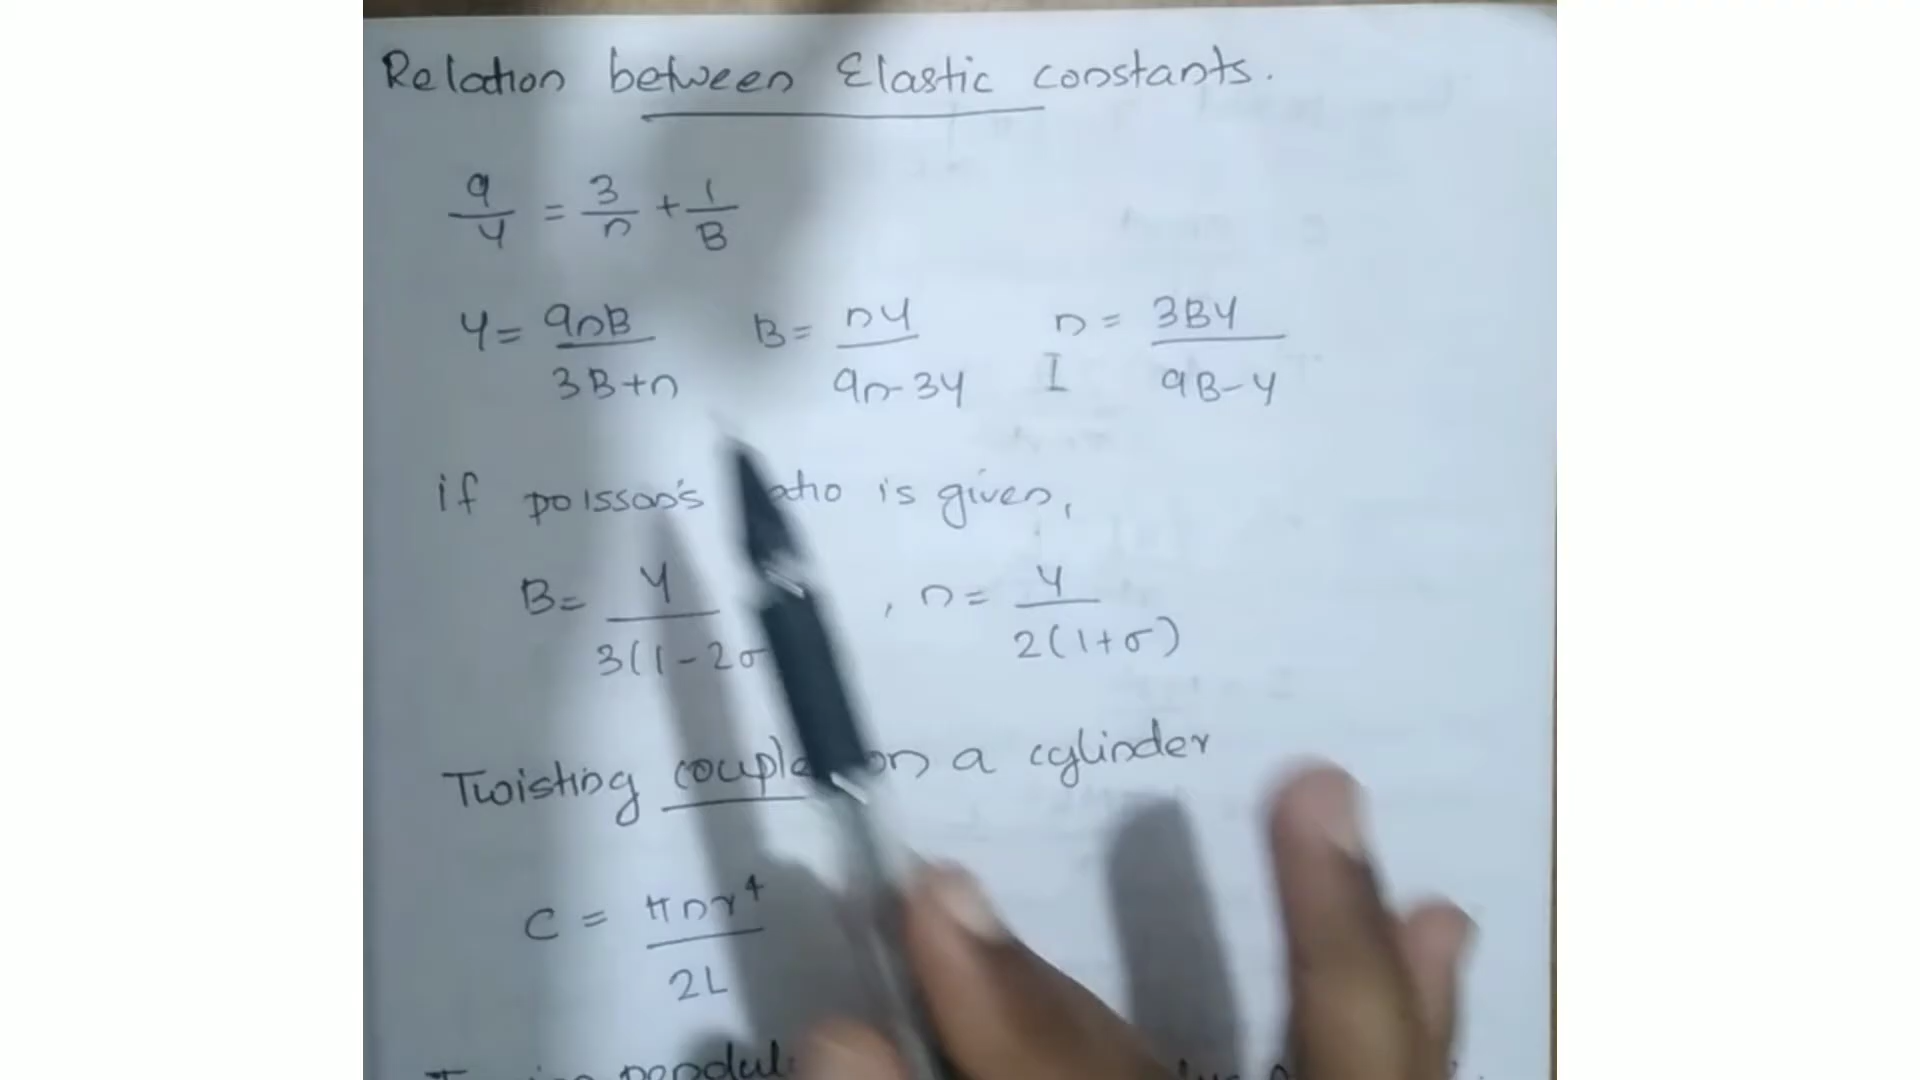 Relation between Elastic constants.
9/Y = 3/n + 1/B
Y = 9nB/3B+n B = nY/9n-3Y n = 3BY/9B-Y
if poisson's is given,
B = Y/3(1-2σ , n = Y/2(1+σ)
Twisting couple on a cylinder
C = πnr⁴/2L